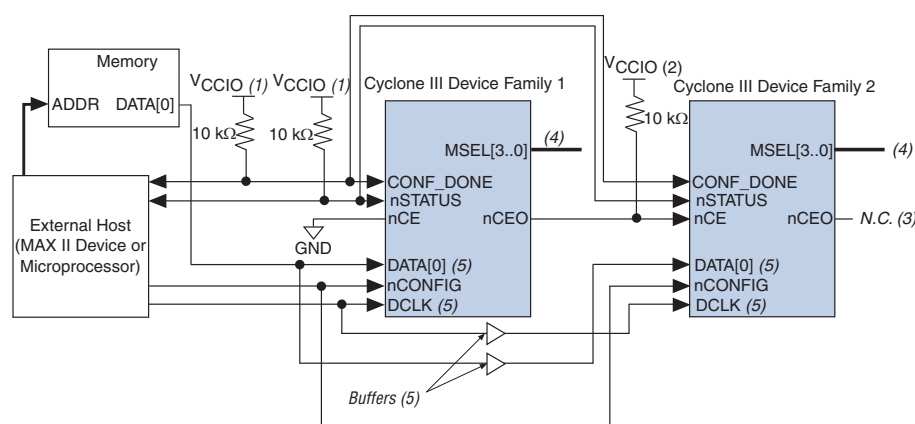 Memory
ADDR DATA[0]
VCCIO (1)
VCCIO (1)
10 kΩ
10 kΩ
Cyclone III Device Family 1
MSEL[3..0]
(4)
CONF_DONE
nSTATUS
nCE nCEO
GND
DATA[0] (5)
nCONFIG
DCLK (5)
VCCIO (2)
10 kΩ
Cyclone III Device Family 2
MSEL[3..0]
(4)
CONF_DONE
nSTATUS
nCE nCEO
N.C. (3)
DATA[0] (5)
nCONFIG
DCLK (5)
External Host
(MAX II Device or
Microprocessor)
Buffers (5)